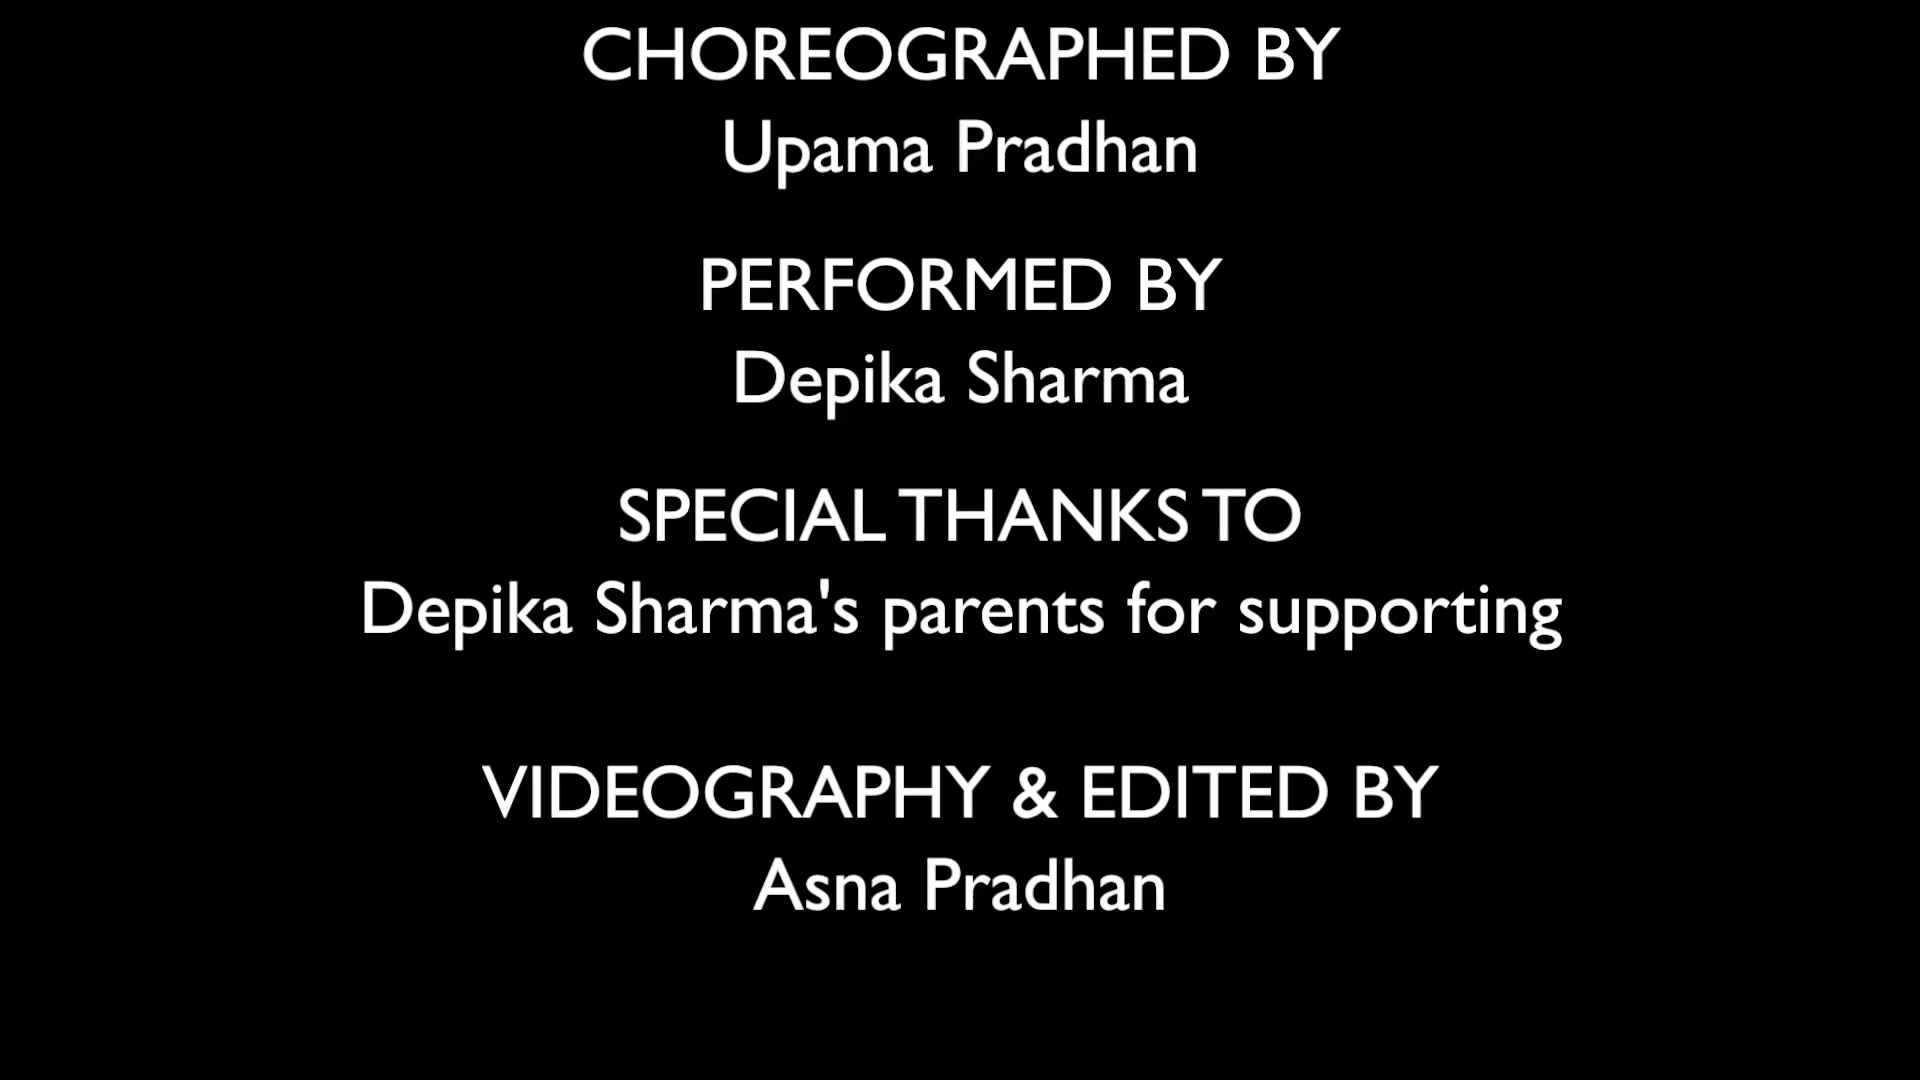 CHOREOGRAPHED BY
Upama Pradhan
PERFORMED BY
Depika Sharma
SPECIAL THANKS TO
Depika Sharma's parents for supporting
VIDEOGRAPHY & EDITED BY
Asna Pradhan